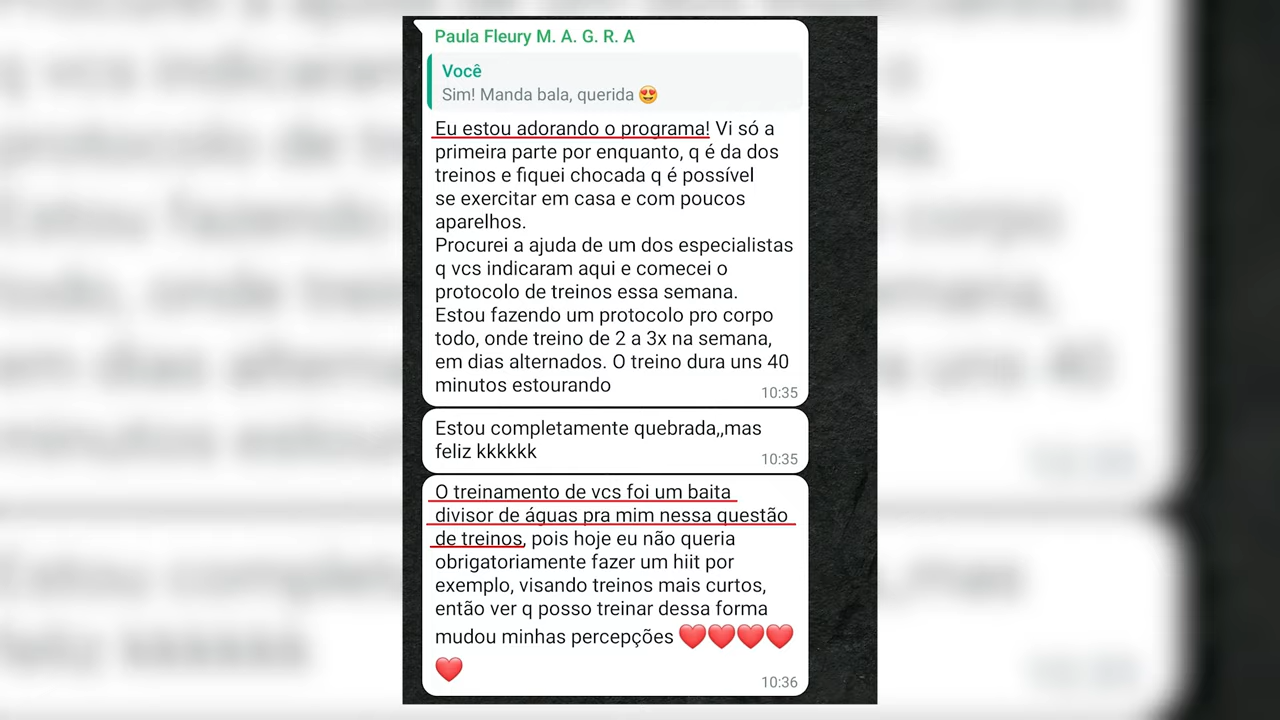 Paula Fleury M. A. G. R. A
Você
Sim! Manda bala, querida 😍
Eu estou adorando o programa! Vi só a
primeira parte por enquanto, q é da dos
treinos e fiquei chocada q é possível
se exercitar em casa e com poucos
aparelhos.
Procurei a ajuda de um dos especialistas
q vcs indicaram aqui e comecei o
protocolo de treinos essa semana.
Estou fazendo um protocolo pro corpo
todo, onde treino de 2 a 3x na semana,
em dias alternados. O treino dura uns 40
minutos estourando
10:35
Estou completamente quebrada,,mas
feliz kkkkkk
10:35
O treinamento de vcs foi um baita
divisor de águas pra mim nessa questão
de treinos, pois hoje eu não queria
obrigatoriamente fazer um hiit por
exemplo, visando treinos mais curtos,
então ver q posso treinar dessa forma
mudou minhas percepções ❤️❤️❤️❤️
❤️
10:36